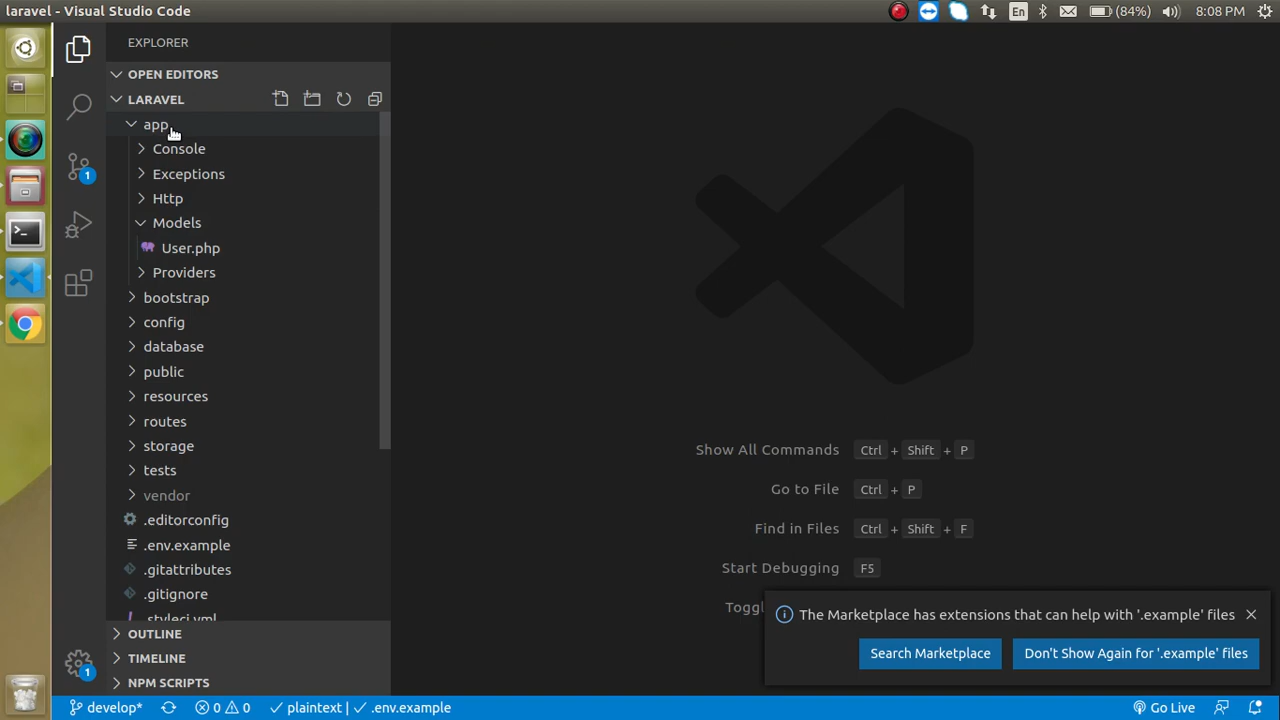 laravel - Visual Studio Code
En
(84%)
8:08 PM
EXPLORER
OPEN EDITORS
LARAVEL
app
Console
Exceptions
Http
Models
User.php
Providers
bootstrap
config
database
public
resources
routes
storage
tests
vendor
.editorconfig
.env.example
.gitattributes
.gitignore
.styleci.yml
OUTLINE
TIMELINE
NPM SCRIPTS
1
1
Show All Commands Ctrl + Shift + P
Go to File Ctrl + P
Find in Files Ctrl + Shift + F
Start Debugging F5
The Marketplace has extensions that can help with '.example' files
Search Marketplace
Don't Show Again for '.example' files
develop* 0 0 plaintext | .env.example
Go Live